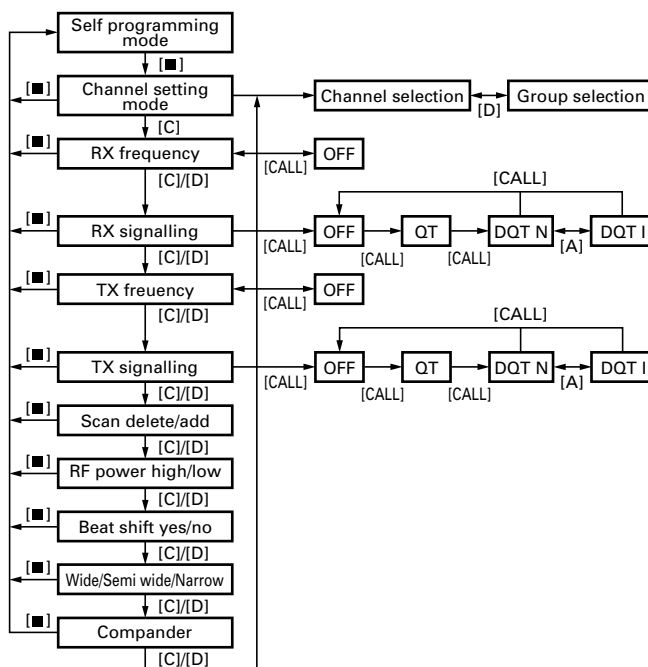 Self programming
mode
[■]
[■] Channel setting
mode
Channel selection [D] Group selection
[C]
[■] RX frequency [CALL] OFF
[C]/[D]
[CALL]
[■] RX signalling [CALL] OFF [CALL] QT [CALL] DQT N [A] DQT I
[C]/[D]
[■] TX freuency [CALL] OFF
[C]/[D]
[CALL]
[■] TX signalling [CALL] OFF [CALL] QT [CALL] DQT N [A] DQT I
[C]/[D]
[■] Scan delete/add
[C]/[D]
[■] RF power high/low
[C]/[D]
[■] Beat shift yes/no
[C]/[D]
[■] Wide/Semi wide/Narrow
[C]/[D]
[■] Compander
[C]/[D]